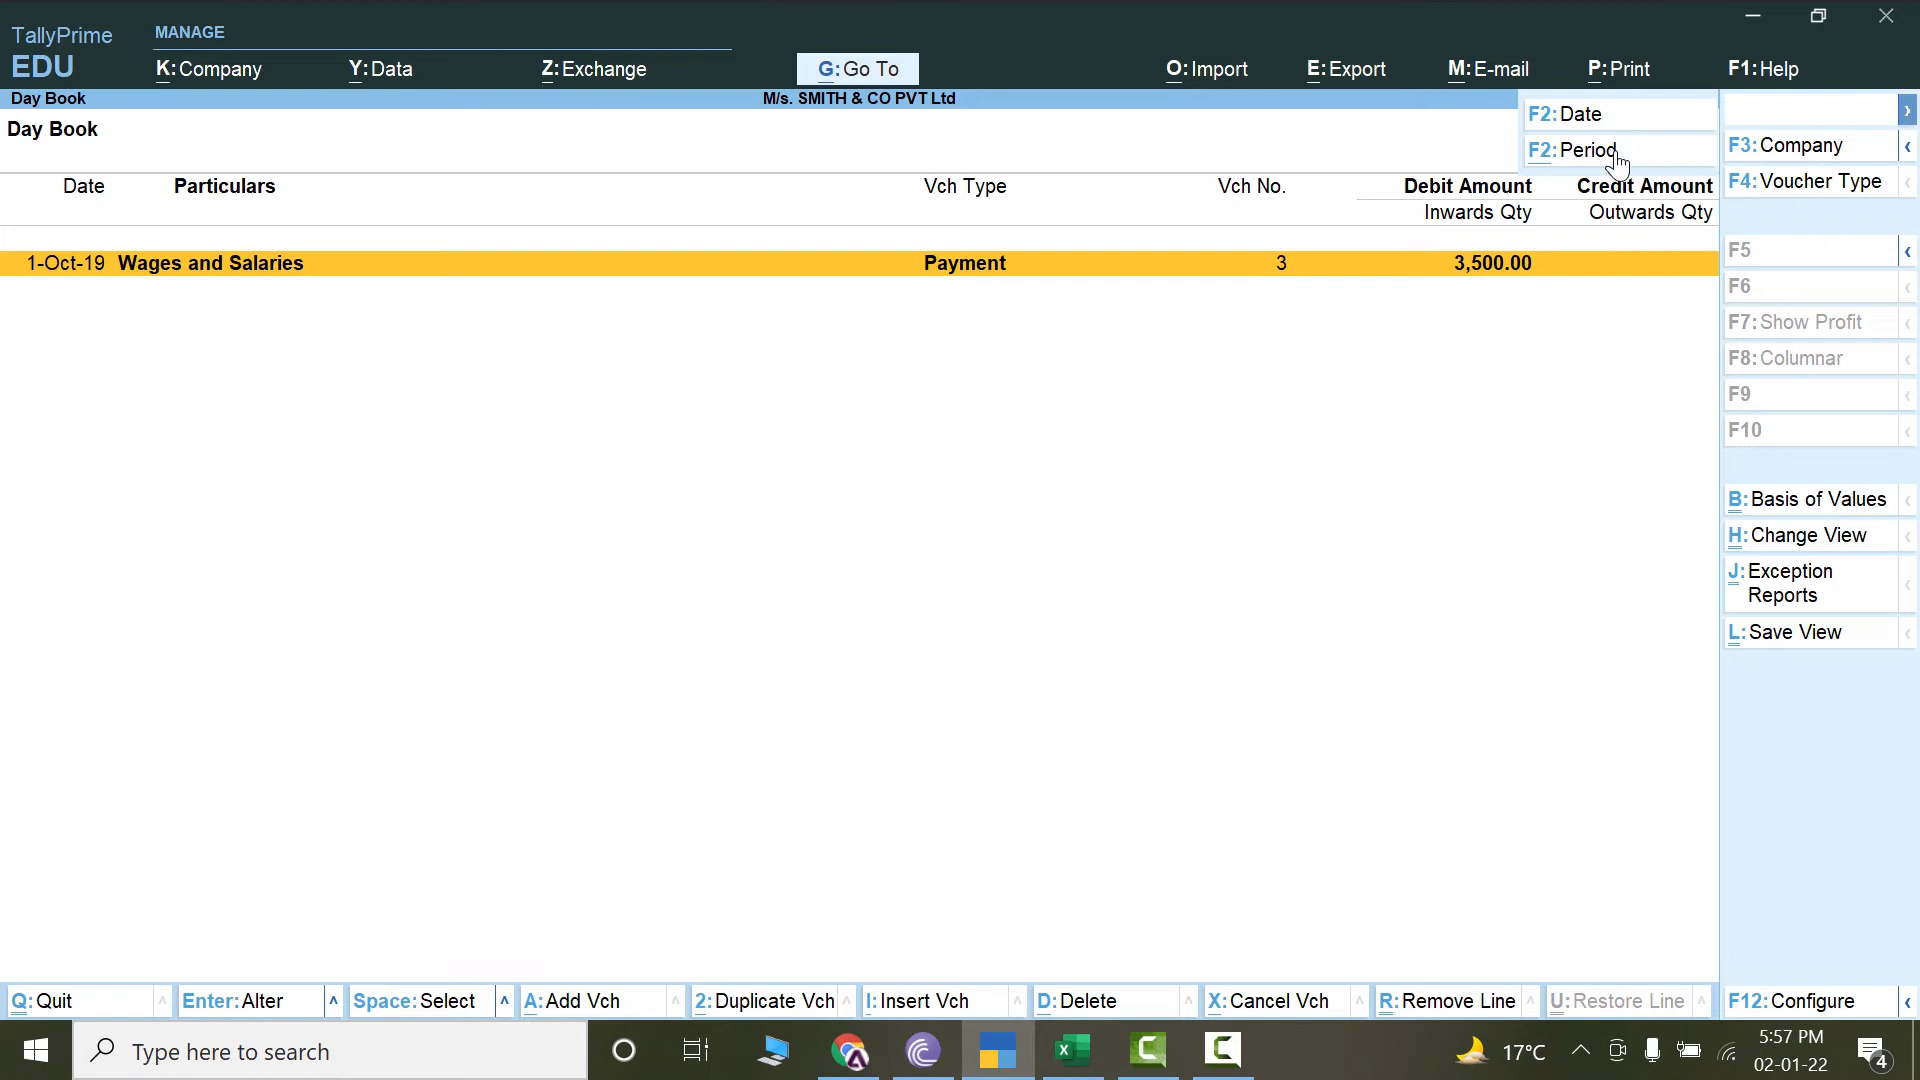 TallyPrime
EDU
MANAGE
K:Company
Y:Data
Z:Exchange
G:Go To
O:Import
E:Export
M:E-mail
P:Print
F1:Help
Day Book
M/s. SMITH & CO PVT Ltd
Day Book
Date
Particulars
Vch Type
Vch No.
Debit Amount
Credit Amount
Inwards Qty
Outwards Qty
1-Oct-19 Wages and Salaries Payment 3 3,500.00
F2:Date
F2:Period
F3:Company
F4:Voucher Type
F5
F6
F7:Show Profit
F8:Columnar
F9
F10
B:Basis of Values
H:Change View
J:Exception
Reports
L:Save View
F12:Configure
Q:Quit
Enter:Alter
Space:Select
A:Add Vch
2:Duplicate Vch
I:Insert Vch
D:Delete
X:Cancel Vch
R:Remove Line
U:Restore Line
Type here to search
17°C
5:57 PM
02-01-22
4